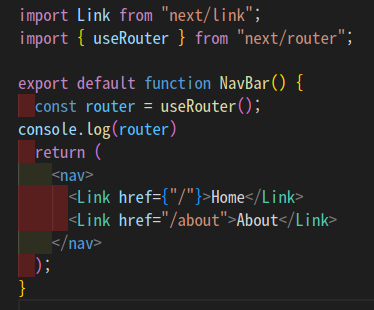 import Link from "next/link";
import { useRouter } from "next/router";

export default function NavBar() {
  const router = useRouter();
console.log(router)
  return (
    <nav>
      <Link href={"/"}>Home</Link>
      <Link href="/about">About</Link>
    </nav>
  );
}